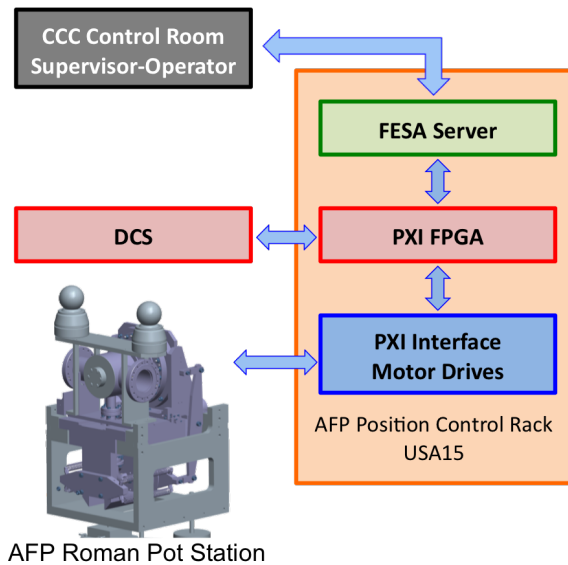 CCC Control Room
Supervisor-Operator
FESA Server
DCS
PXI FPGA
PXI Interface
Motor Drives
AFP Position Control Rack
USA15
AFP Roman Pot Station